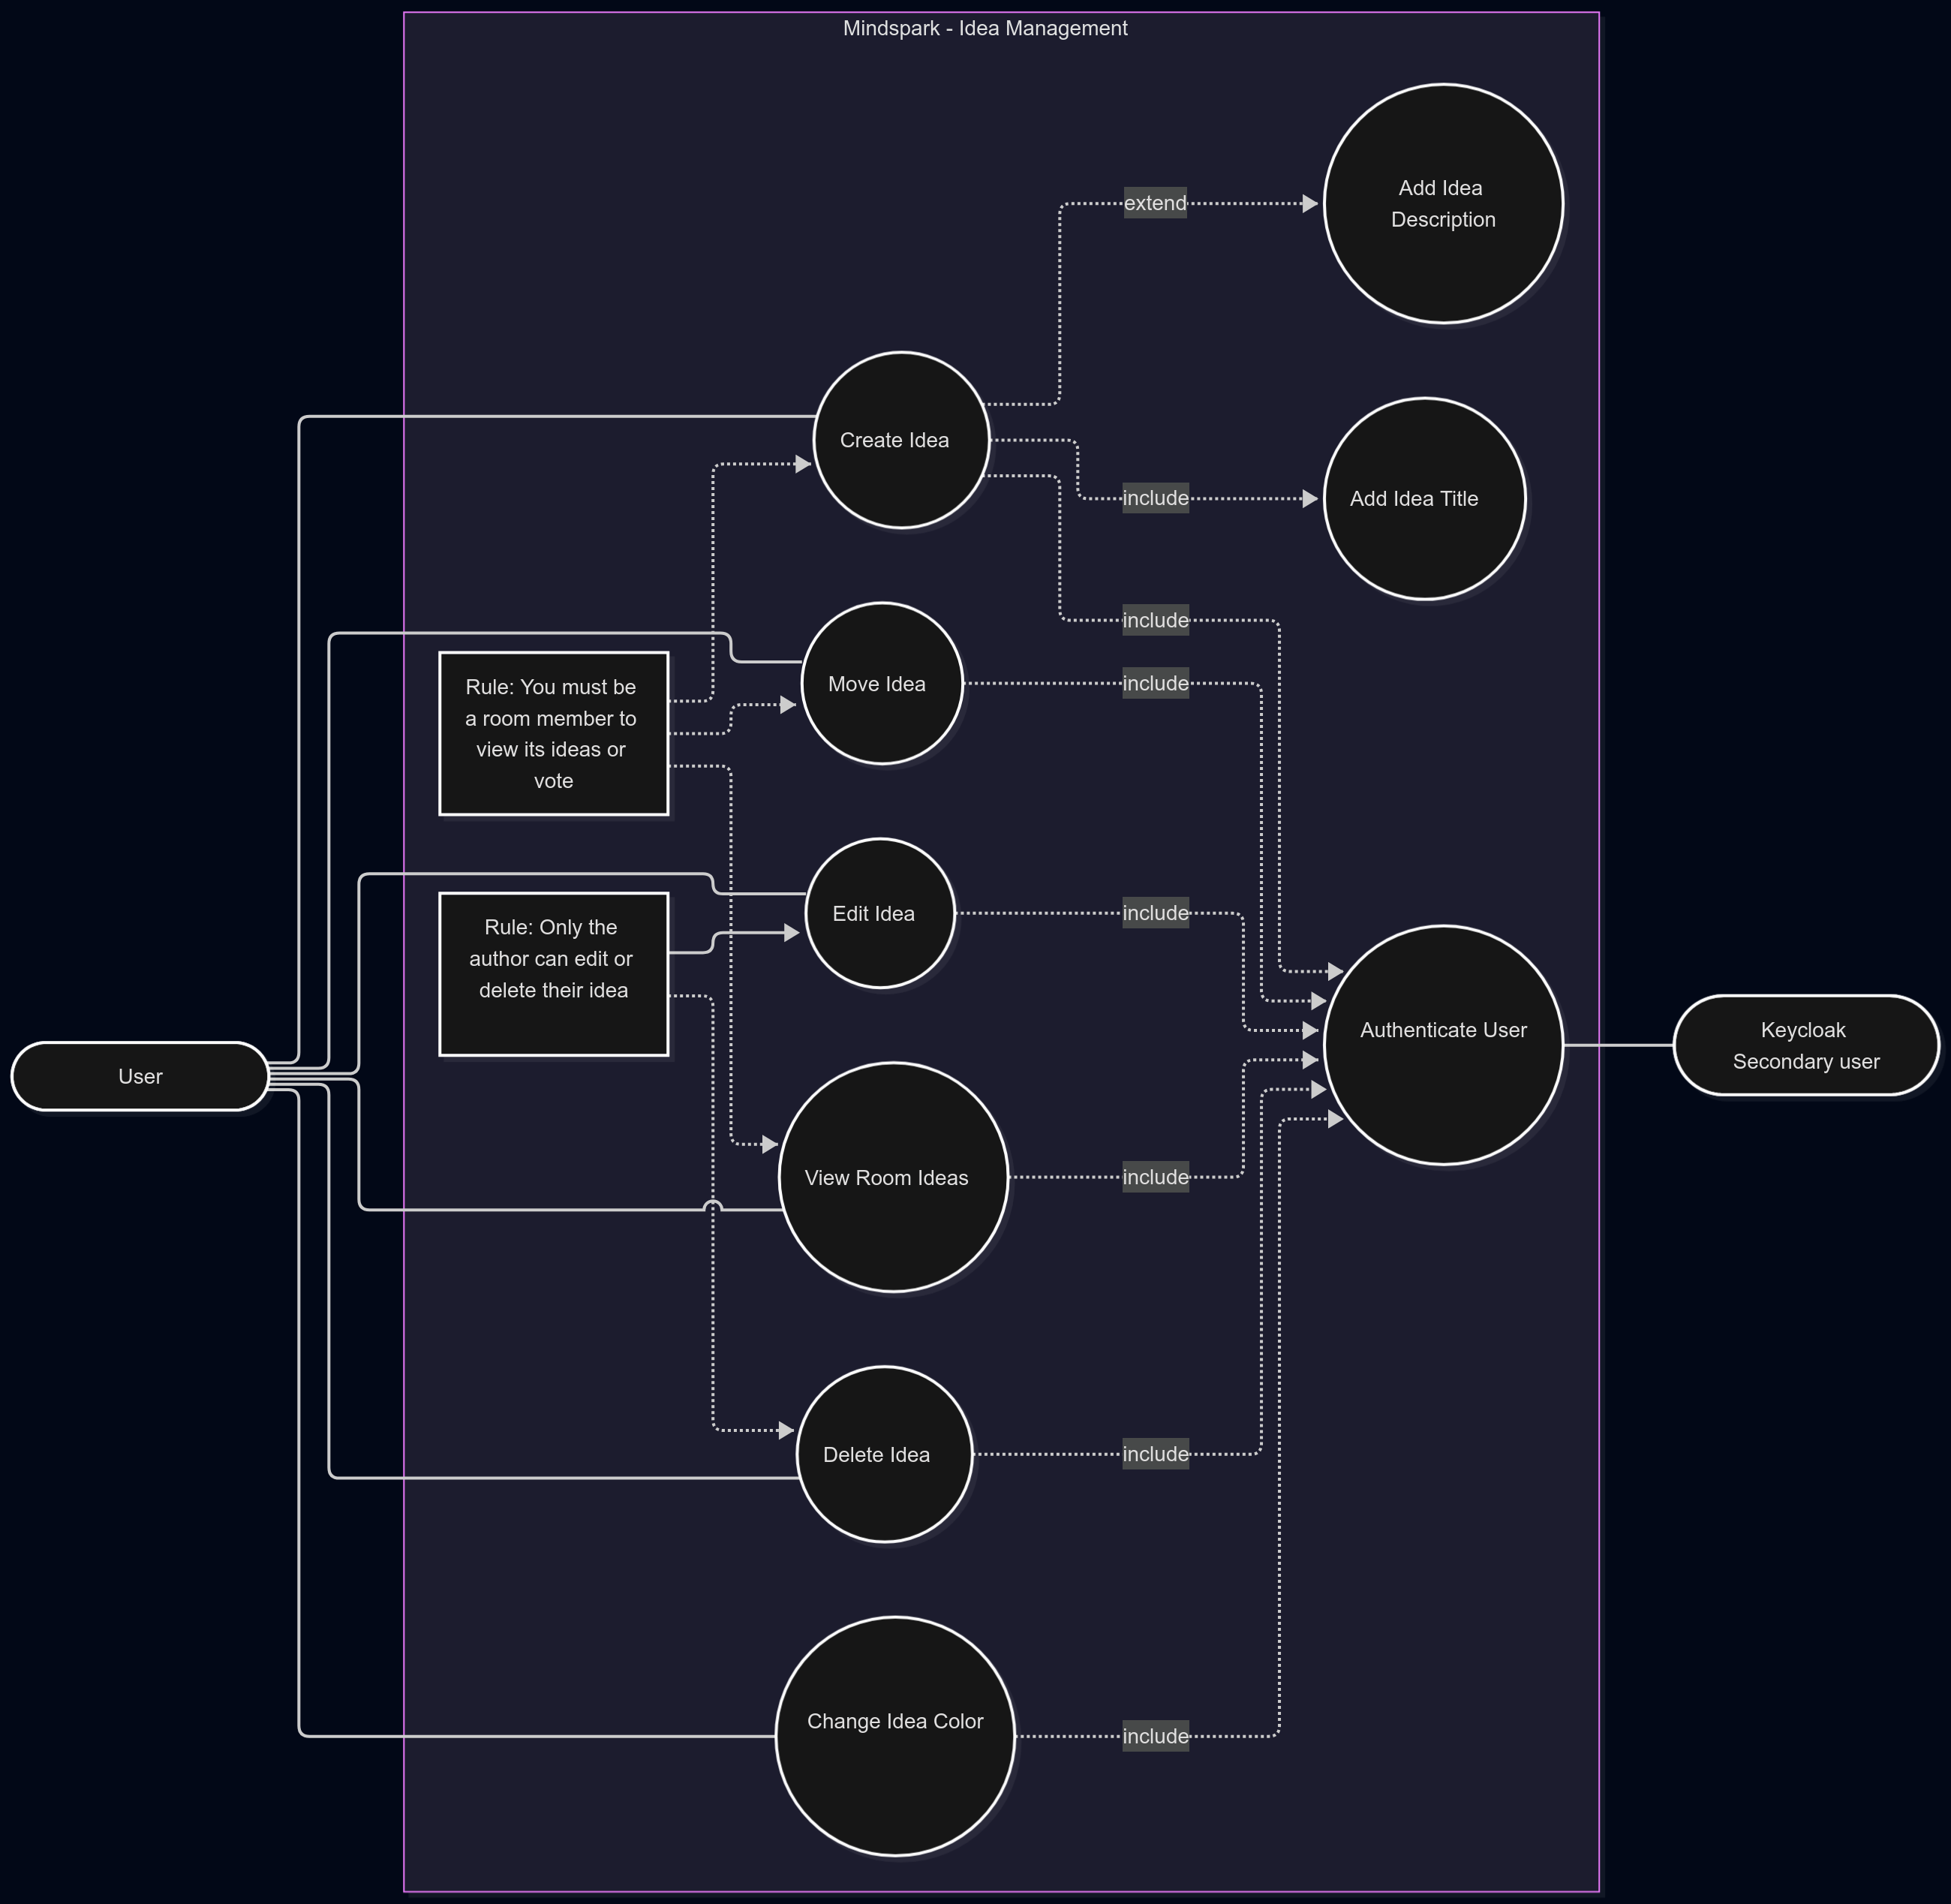 Mindspark - Idea Management
Add Idea
Description
extend
Create Idea
Add Idea Title
include
include
Move Idea
include
Rule: You must be
a room member to
view its ideas or
vote
Edit Idea
include
Rule: Only the
author can edit or
delete their idea
Authenticate User
Keycloak
Secondary user
User
View Room Ideas
include
Delete Idea
include
Change Idea Color
include